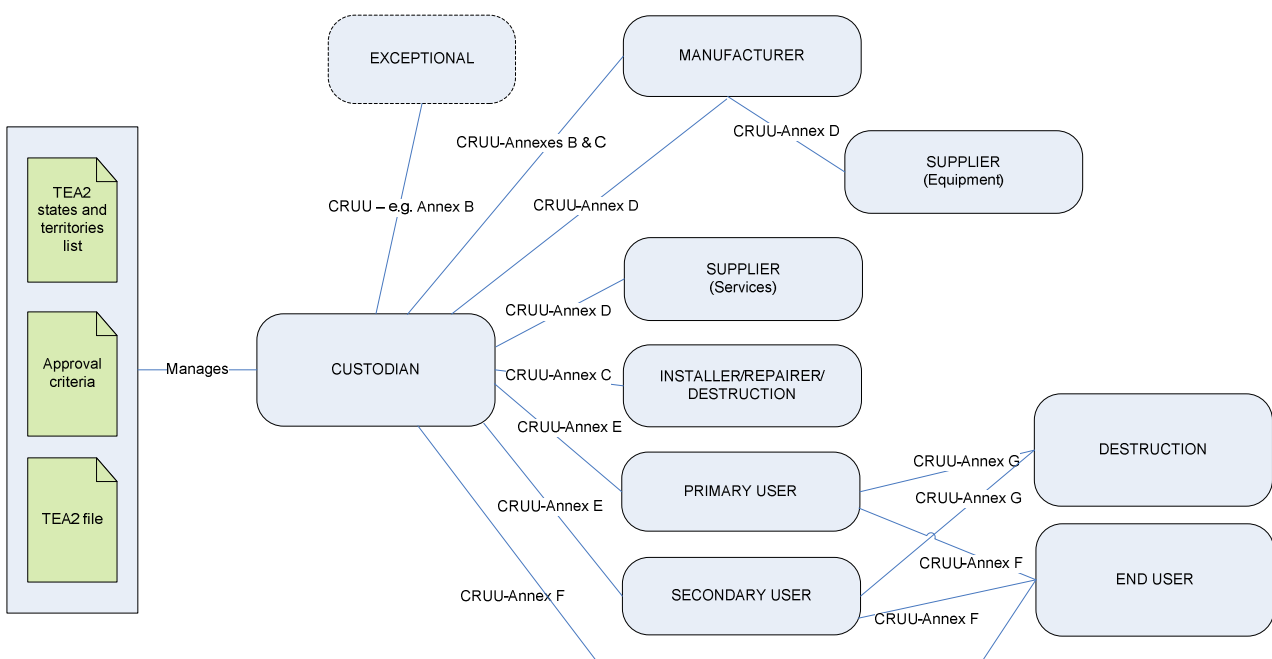 EXCEPTIONAL
MANUFACTURER
CRUU-Annex D
CRUU-Annexes B & C
SUPPLIER
(Equipment)
TEA2
states and
territories
list
CRUU – e.g. Annex B
CRUU-Annex D
SUPPLIER
(Services)
CRUU-Annex D
Approval
criteria
Manages
CUSTODIAN
CRUU-Annex C
INSTALLER/REPAIRER/
DESTRUCTION
CRUU-Annex E
DESTRUCTION
CRUU-Annex G
PRIMARY USER
CRUU-Annex G
CRUU-Annex E
TEA2 file
CRUU-Annex F
END USER
SECONDARY USER
CRUU-Annex F
CRUU-Annex F